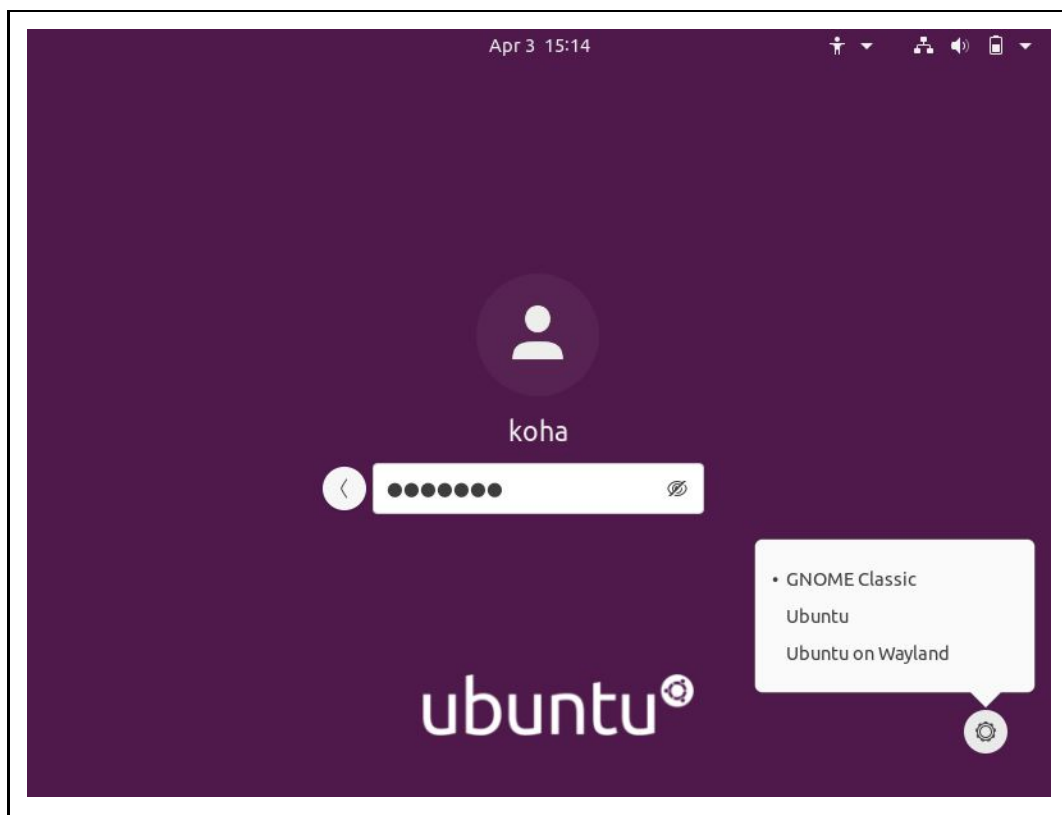 Apr 3 15:14
koha
GNOME Classic
Ubuntu
Ubuntu on Wayland
ubuntu